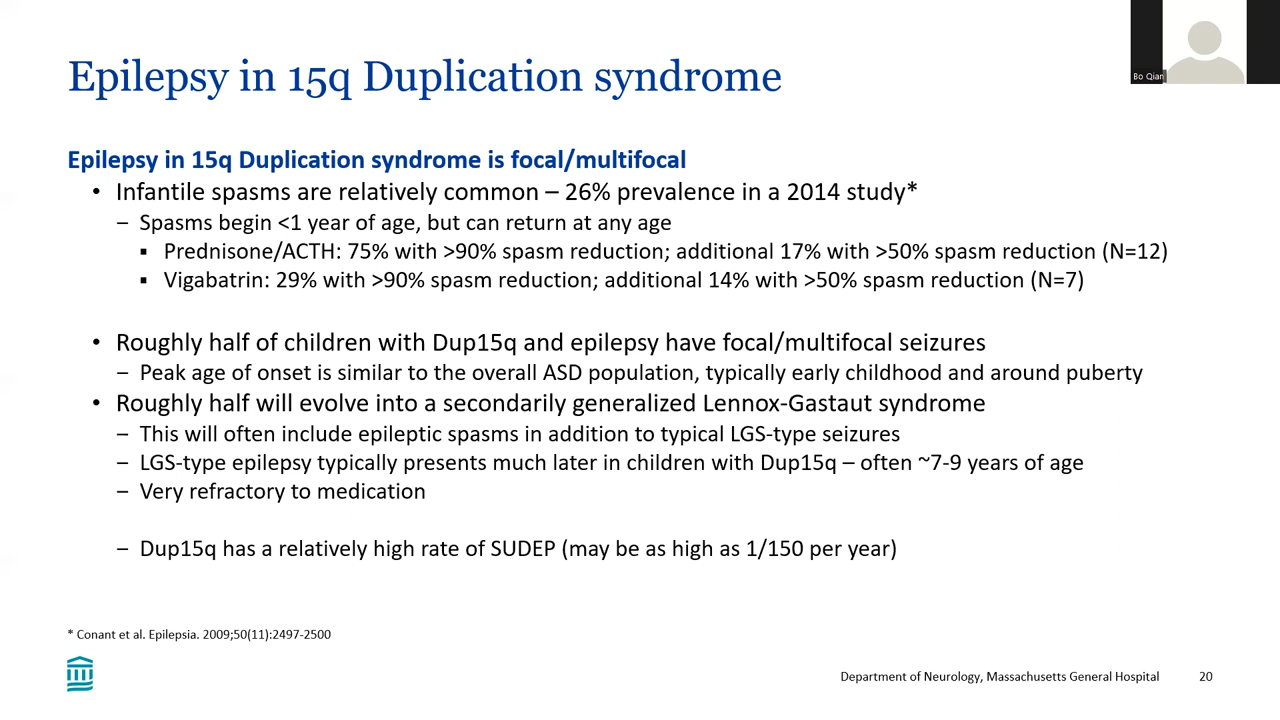 Bo Qian
Epilepsy in 15q Duplication syndrome
Epilepsy in 15q Duplication syndrome is focal/multifocal
• Infantile spasms are relatively common – 26% prevalence in a 2014 study*
– Spasms begin <1 year of age, but can return at any age
▪ Prednisone/ACTH: 75% with >90% spasm reduction; additional 17% with >50% spasm reduction (N=12)
▪ Vigabatrin: 29% with >90% spasm reduction; additional 14% with >50% spasm reduction (N=7)
• Roughly half of children with Dup15q and epilepsy have focal/multifocal seizures
– Peak age of onset is similar to the overall ASD population, typically early childhood and around puberty
• Roughly half will evolve into a secondarily generalized Lennox-Gastaut syndrome
– This will often include epileptic spasms in addition to typical LGS-type seizures
– LGS-type epilepsy typically presents much later in children with Dup15q – often ~7-9 years of age
– Very refractory to medication
– Dup15q has a relatively high rate of SUDEP (may be as high as 1/150 per year)
* Conant et al. Epilepsia. 2009;50(11):2497-2500
Department of Neurology, Massachusetts General Hospital 20